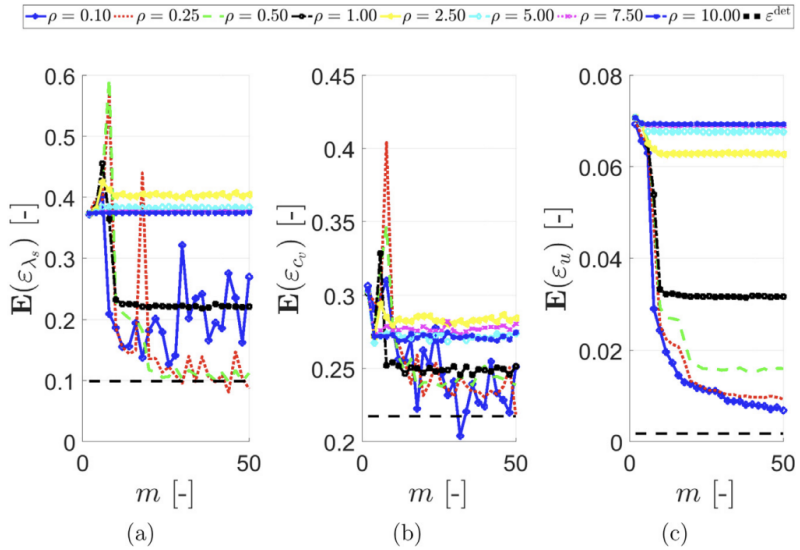 ρ = 0.10 ρ = 0.25 ρ = 0.50 ρ = 1.00 ρ = 2.50 ρ = 5.00 ρ = 7.50 ρ = 10.00 ε^det
0.6
0.5
0.4
0.3
0.2
0.1
0
E(ε_λs) [-]
0 50
m [-]
(a)
0.45
0.4
0.35
0.3
0.25
0.2
E(ε_cv) [-]
0 50
m [-]
(b)
0.08
0.06
0.04
0.02
0
E(ε_u) [-]
0 50
m [-]
(c)